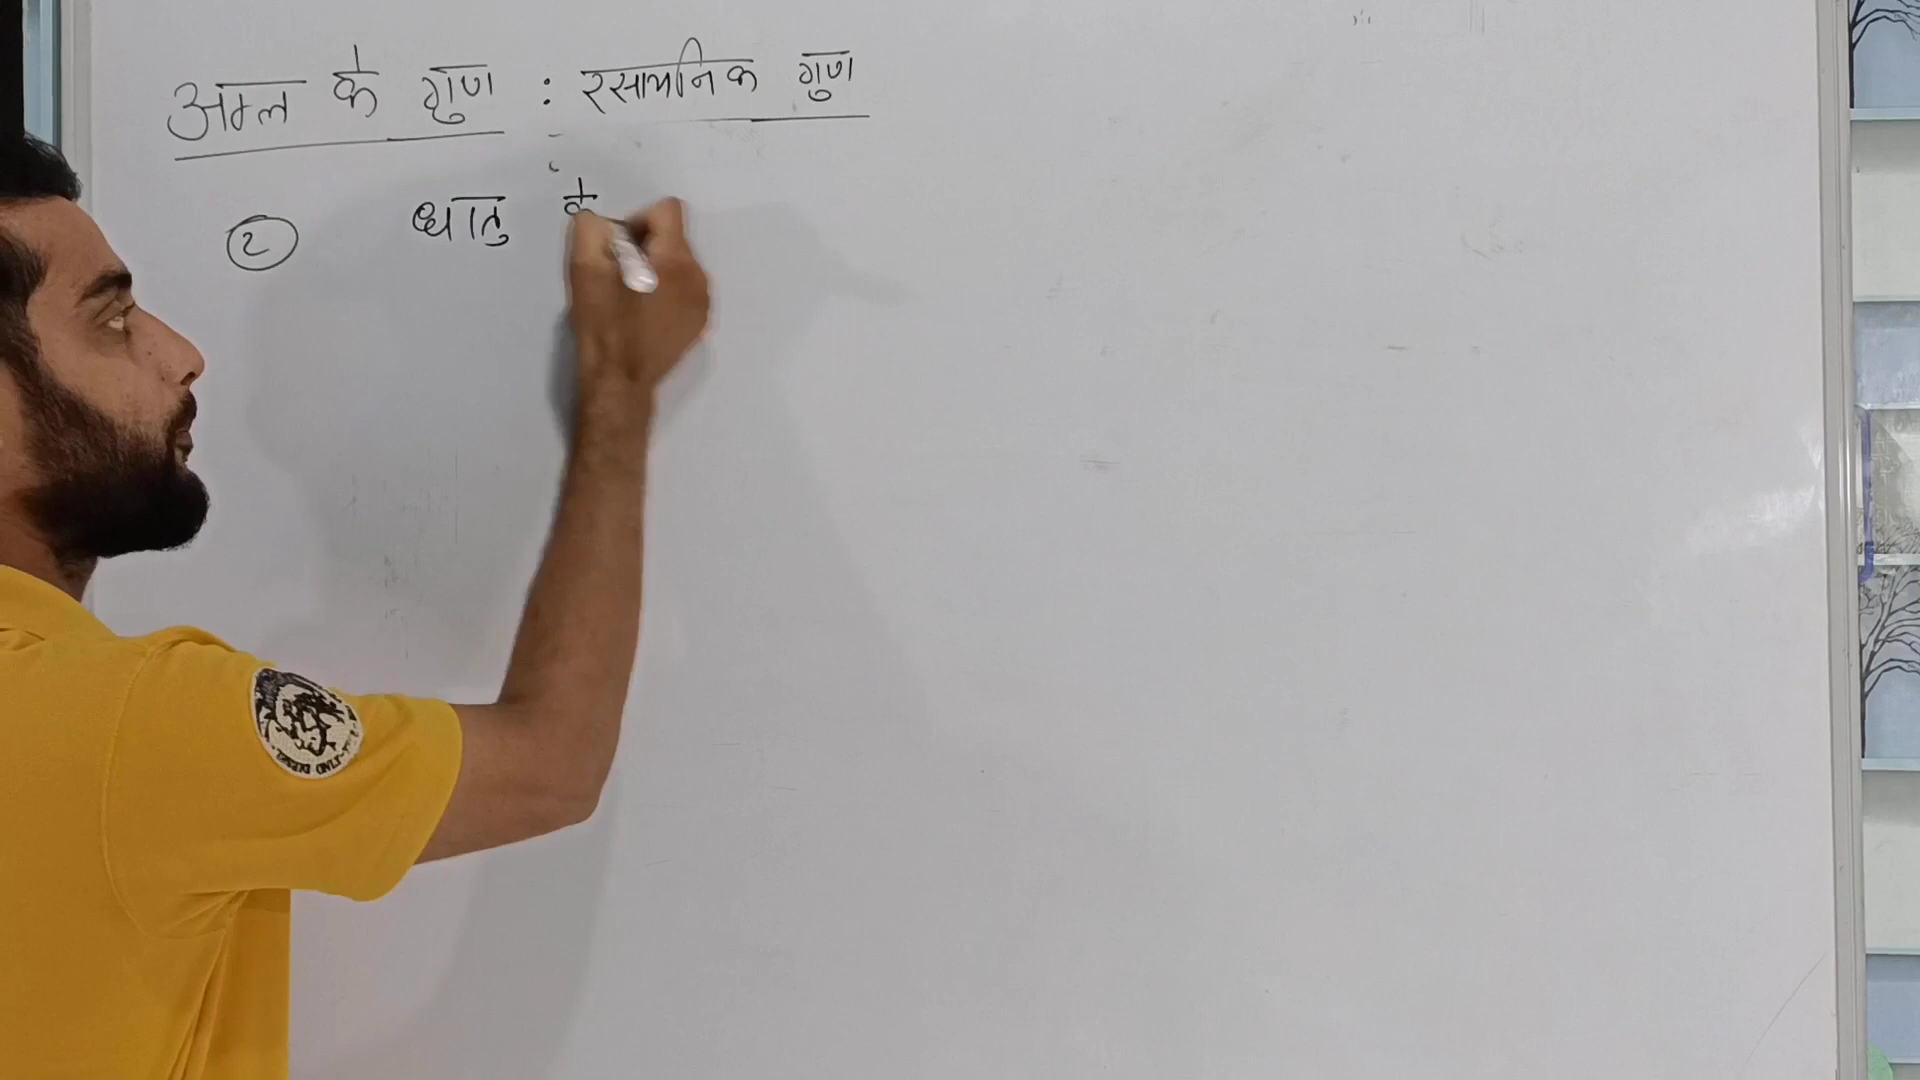 अम्ल के गुण : रसायनिक गुण
② धातु के